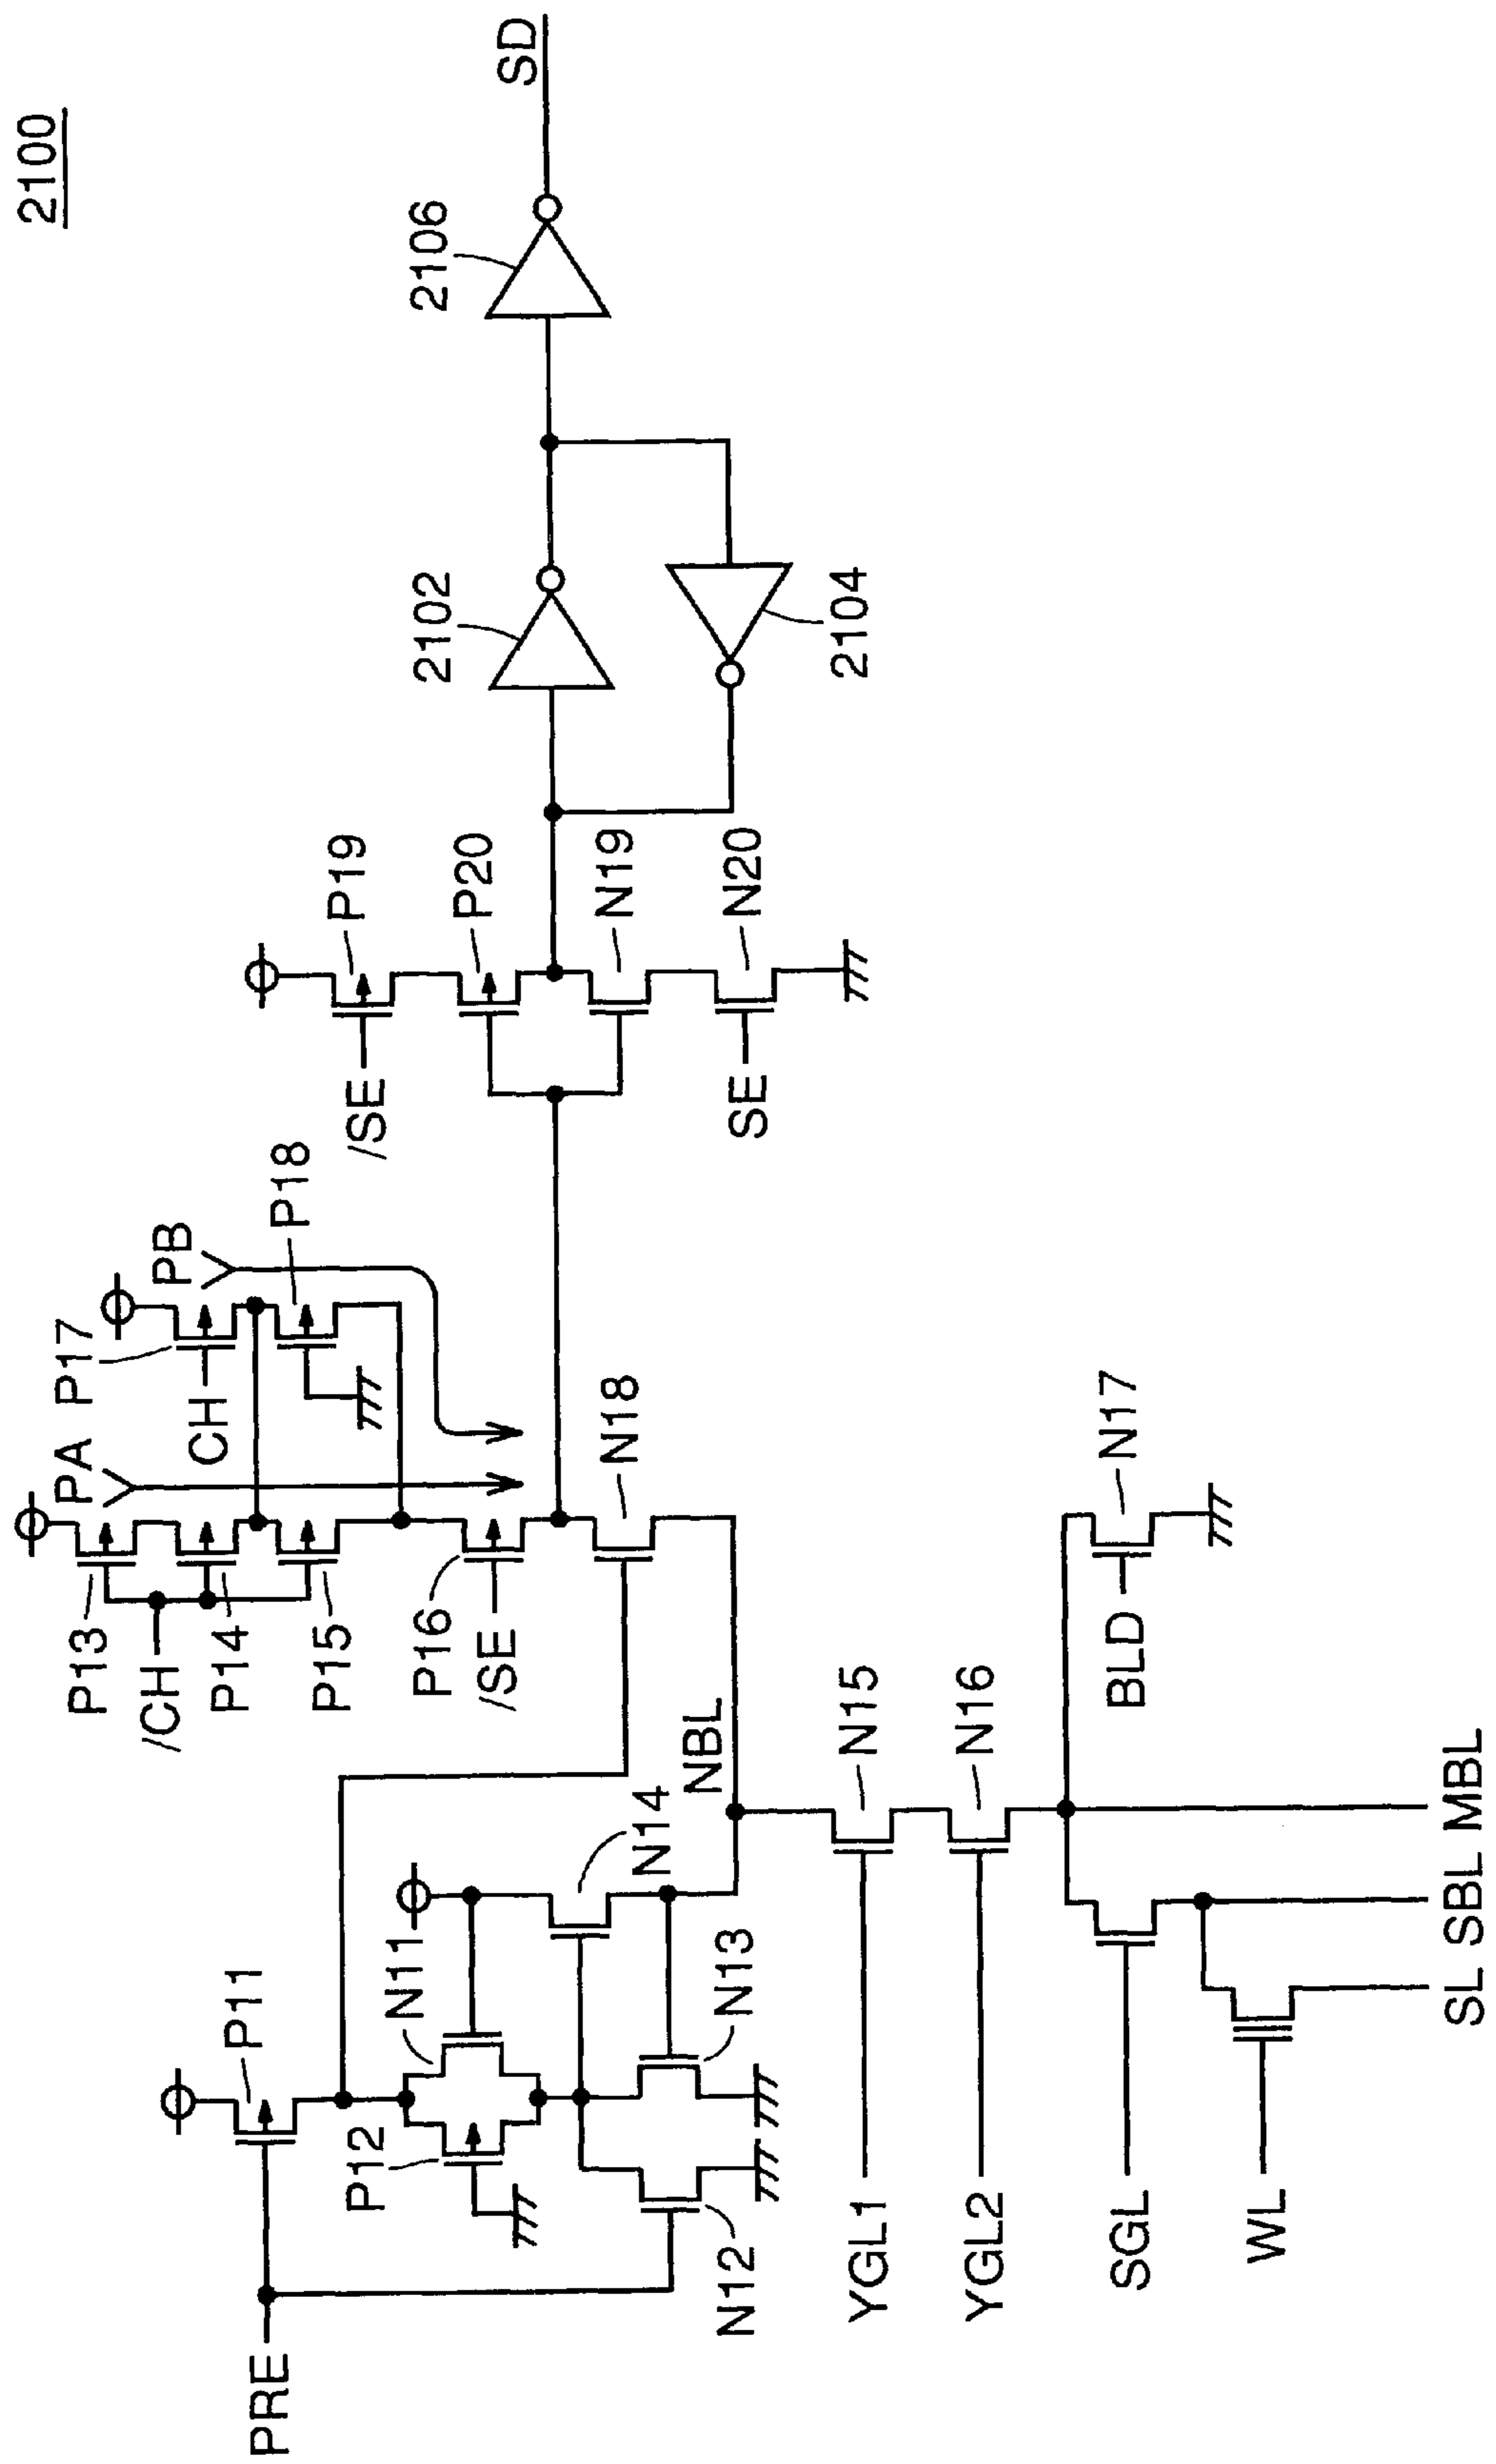 2100
PRE
P11
P12
N11
N12
N13
N14
NBL
P13
/CH
P14
P15
P16
/SE
PA
P17
PB
CH
P18
N18
/SE
P19
P20
N19
N20
SE
2102
2104
2106
SD
YGL1
N15
YGL2
N16
SGL
WL
BLD
N17
SL
SBL
MBL